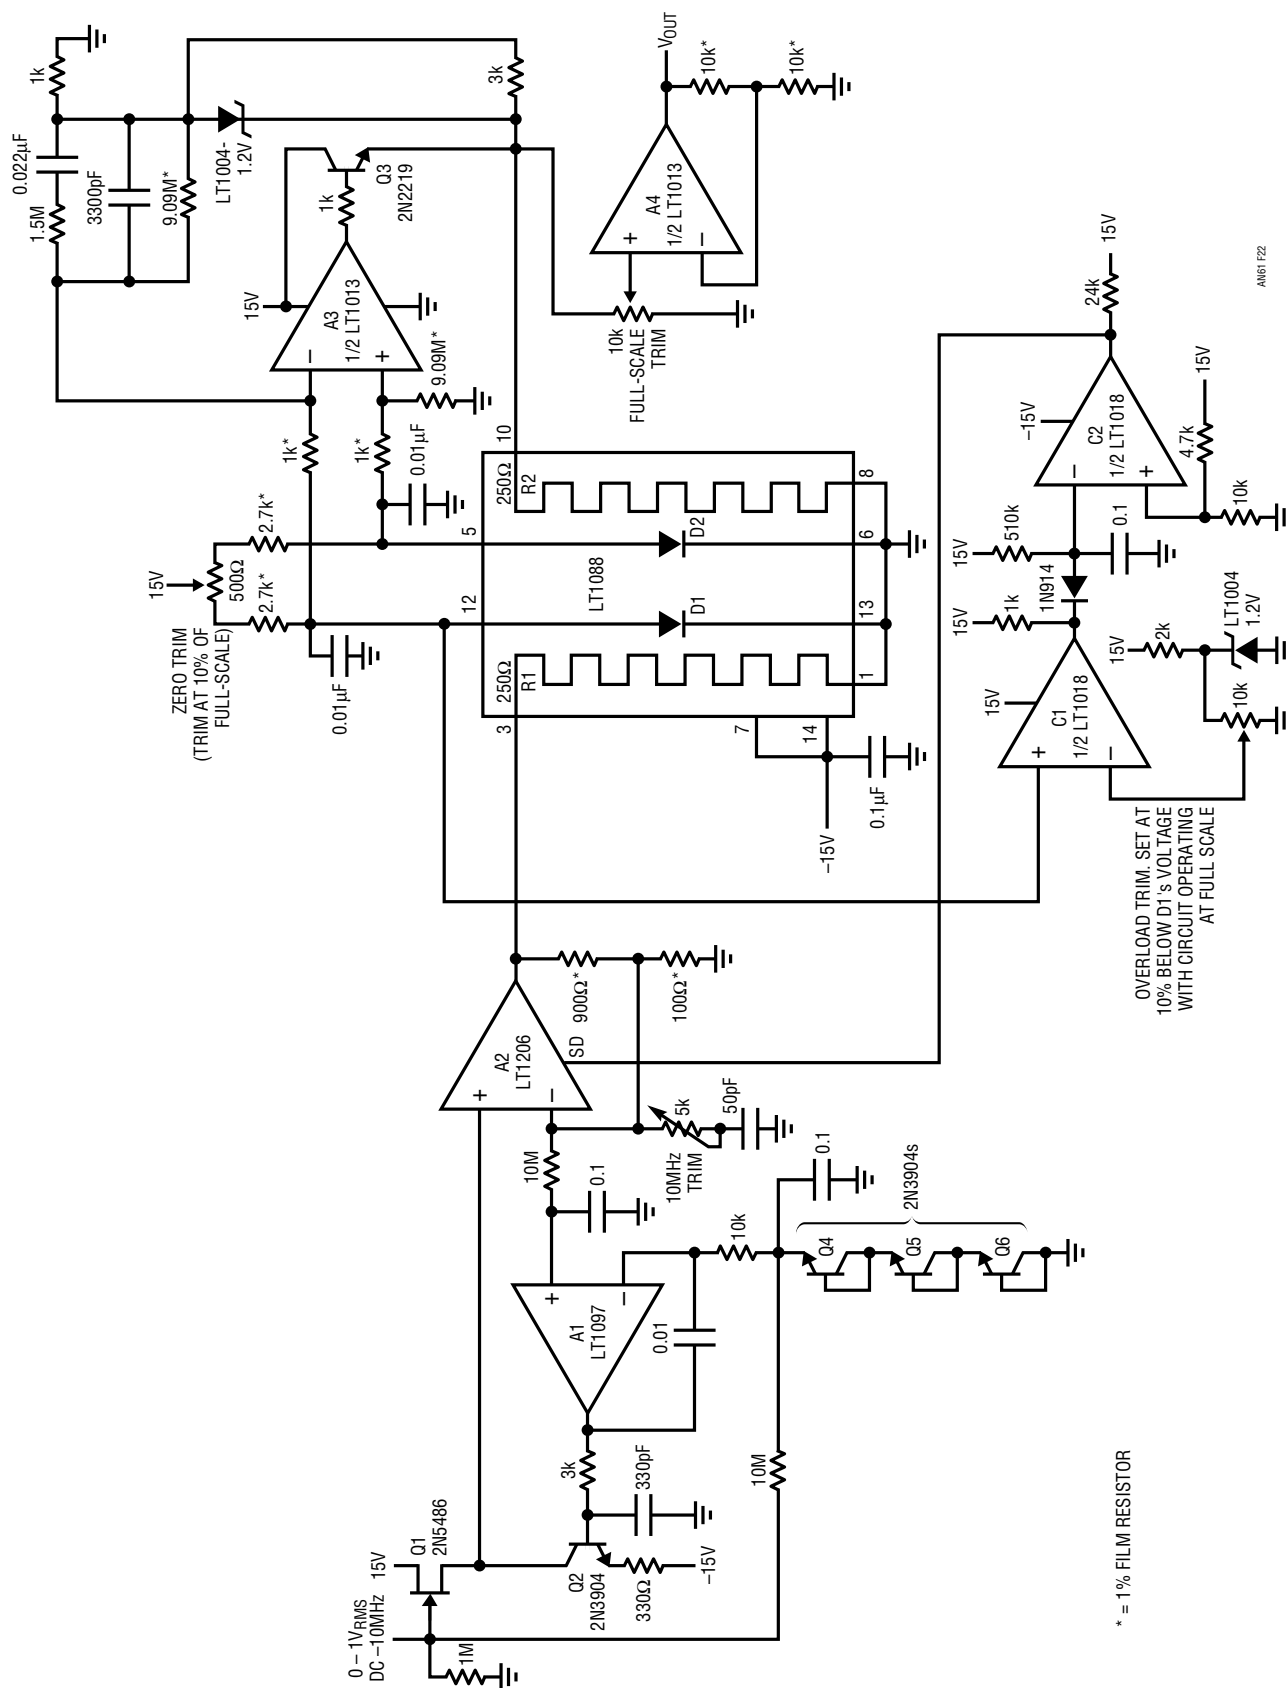 0 – 1VRMS
DC –10MHz
1M
15V
Q1
2N5486
Q2
2N3904
330Ω
–15V
3k
330pF
10M
A1
LT1097
+
–
0.01
10k
0.1
Q4
Q5
Q6
2N3904s
0.1
10M
10MHz
TRIM
5k
50pF
A2
LT1206
+
–
SD
900Ω*
100Ω*
ZERO TRIM
(TRIM AT 10% OF
FULL-SCALE)
15V
500Ω
2.7k*
2.7k*
0.01µF
0.01µF
1k*
1k*
9.09M*
12
5
3
10
250Ω
R1
250Ω
R2
LT1088
D1
D2
7
14
1
13
6
8
–15V
0.1µF
15V
A3
1/2 LT1013
–
+
1k
Q3
2N2219
1.5M
0.022µF
1k
3300pF
9.09M*
LT1004-
1.2V
3k
10k
FULL-SCALE
TRIM
A4
1/2 LT1013
+
–
VOUT
10k*
10k*
OVERLOAD TRIM. SET AT
10% BELOW D1's VOLTAGE
WITH CIRCUIT OPERATING
AT FULL SCALE
15V
C1
1/2 LT1018
+
–
15V
1k
1N914
15V
510k
0.1
15V
2k
10k
LT1004
1.2V
–15V
C2
1/2 LT1018
–
+
4.7k
15V
10k
24k
15V
* = 1% FILM RESISTOR
AN61 F22